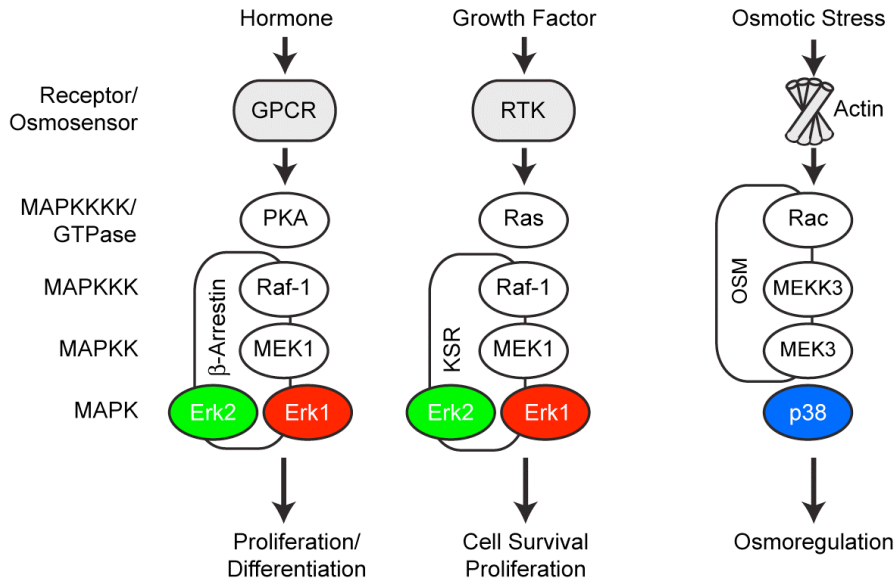 Hormone
Growth Factor
Osmotic Stress
Receptor/
Osmosensor
GPCR
RTK
Actin
MAPKKKK/
GTPase
PKA
Ras
Rac
MAPKKK
Raf-1
Raf-1
MEKK3
MAPKK
β-Arrestin
MEK1
KSR
MEK1
OSM
MEK3
MAPK
Erk2
Erk1
Erk2
Erk1
p38
Proliferation/
Differentiation
Cell Survival
Proliferation
Osmoregulation